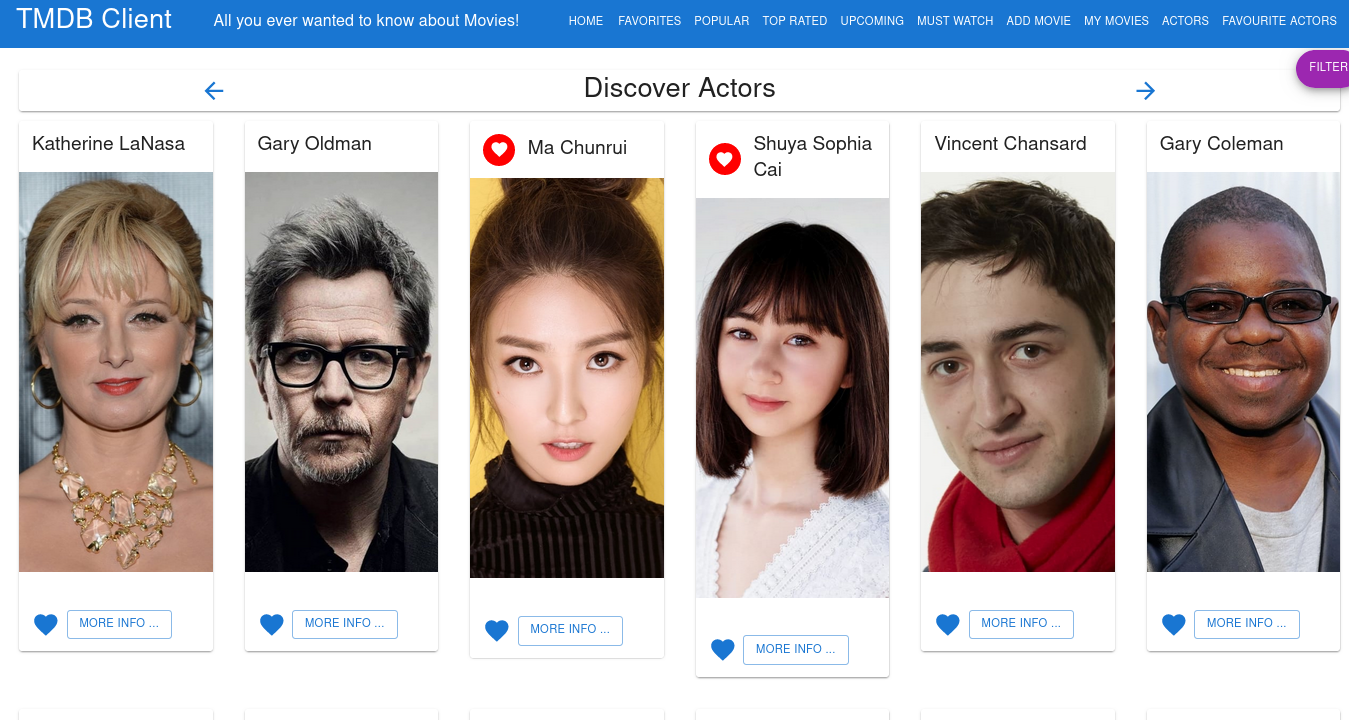 TMDB Client
All you ever wanted to know about Movies!
HOME
FAVORITES
POPULAR
TOP RATED
UPCOMING
MUST WATCH
ADD MOVIE
MY MOVIES
ACTORS
FAVOURITE ACTORS
FILTER
Discover Actors
Katherine LaNasa
Gary Oldman
Ma Chunrui
Shuya Sophia
Cai
Vincent Chansard
Gary Coleman
MORE INFO ...
MORE INFO ...
MORE INFO ...
MORE INFO ...
MORE INFO ...
MORE INFO ...